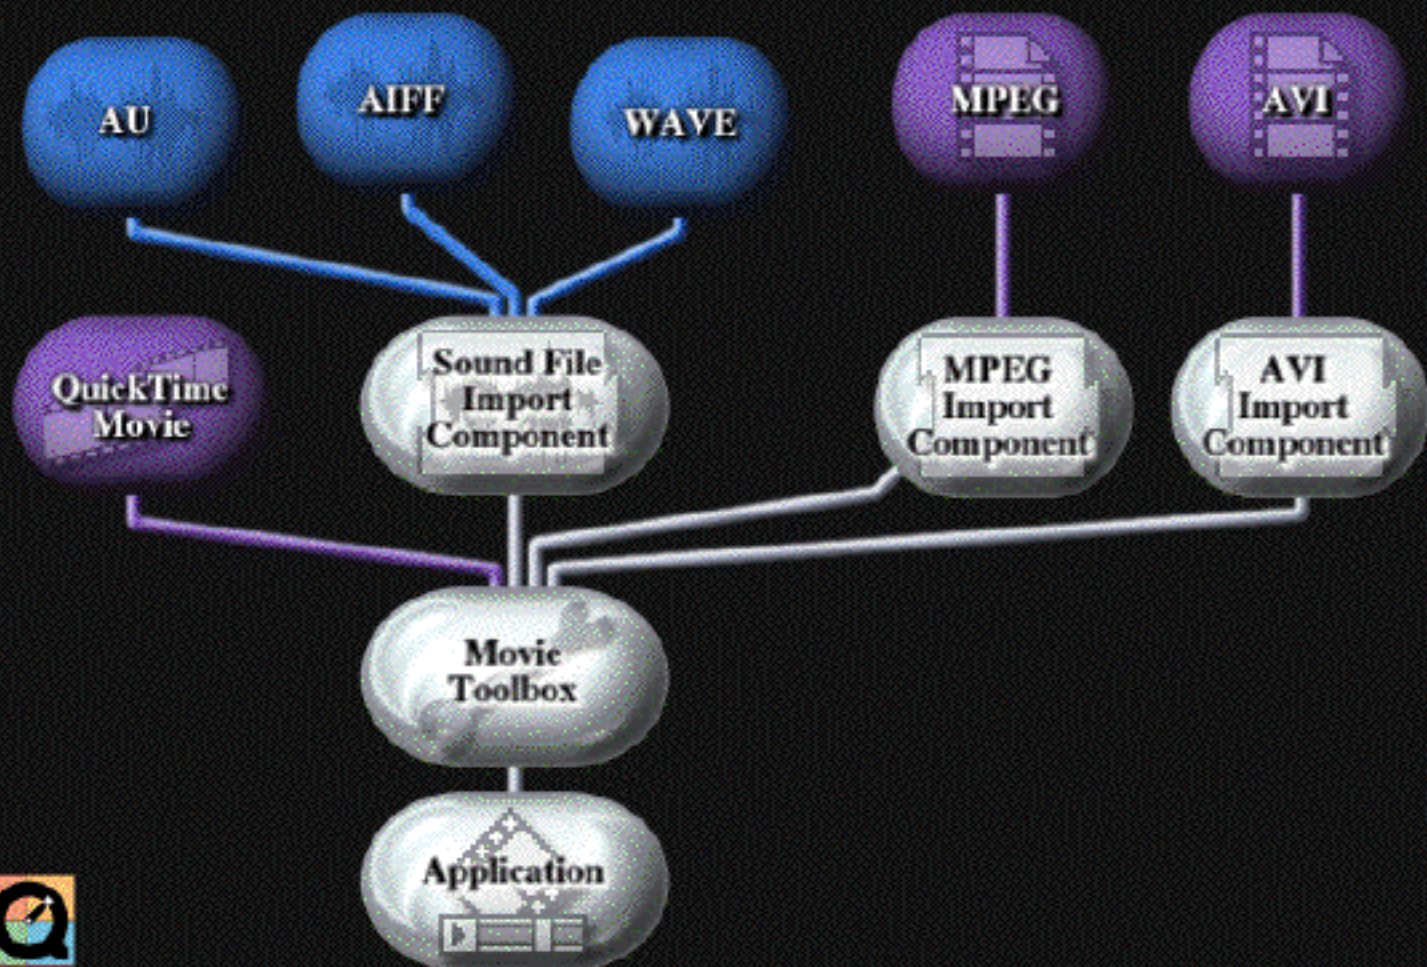 AU
AIFF
WAVE
MPEG
AVI
QuickTime
Movie
Sound File
Import
Component
MPEG
Import
Component
AVI
Import
Component
Movie
Toolbox
Application